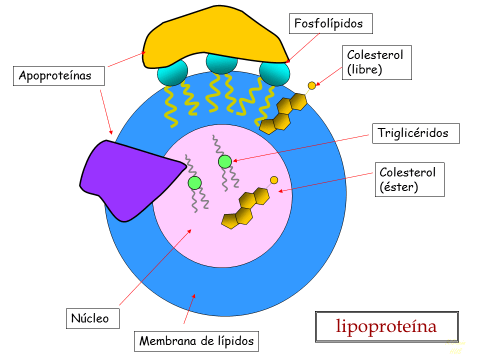 Fosfolípidos
Colesterol
(libre)
Apoproteínas
Triglicéridos
Colesterol
(éster)
Núcleo
Membrana de lípidos
lipoproteína